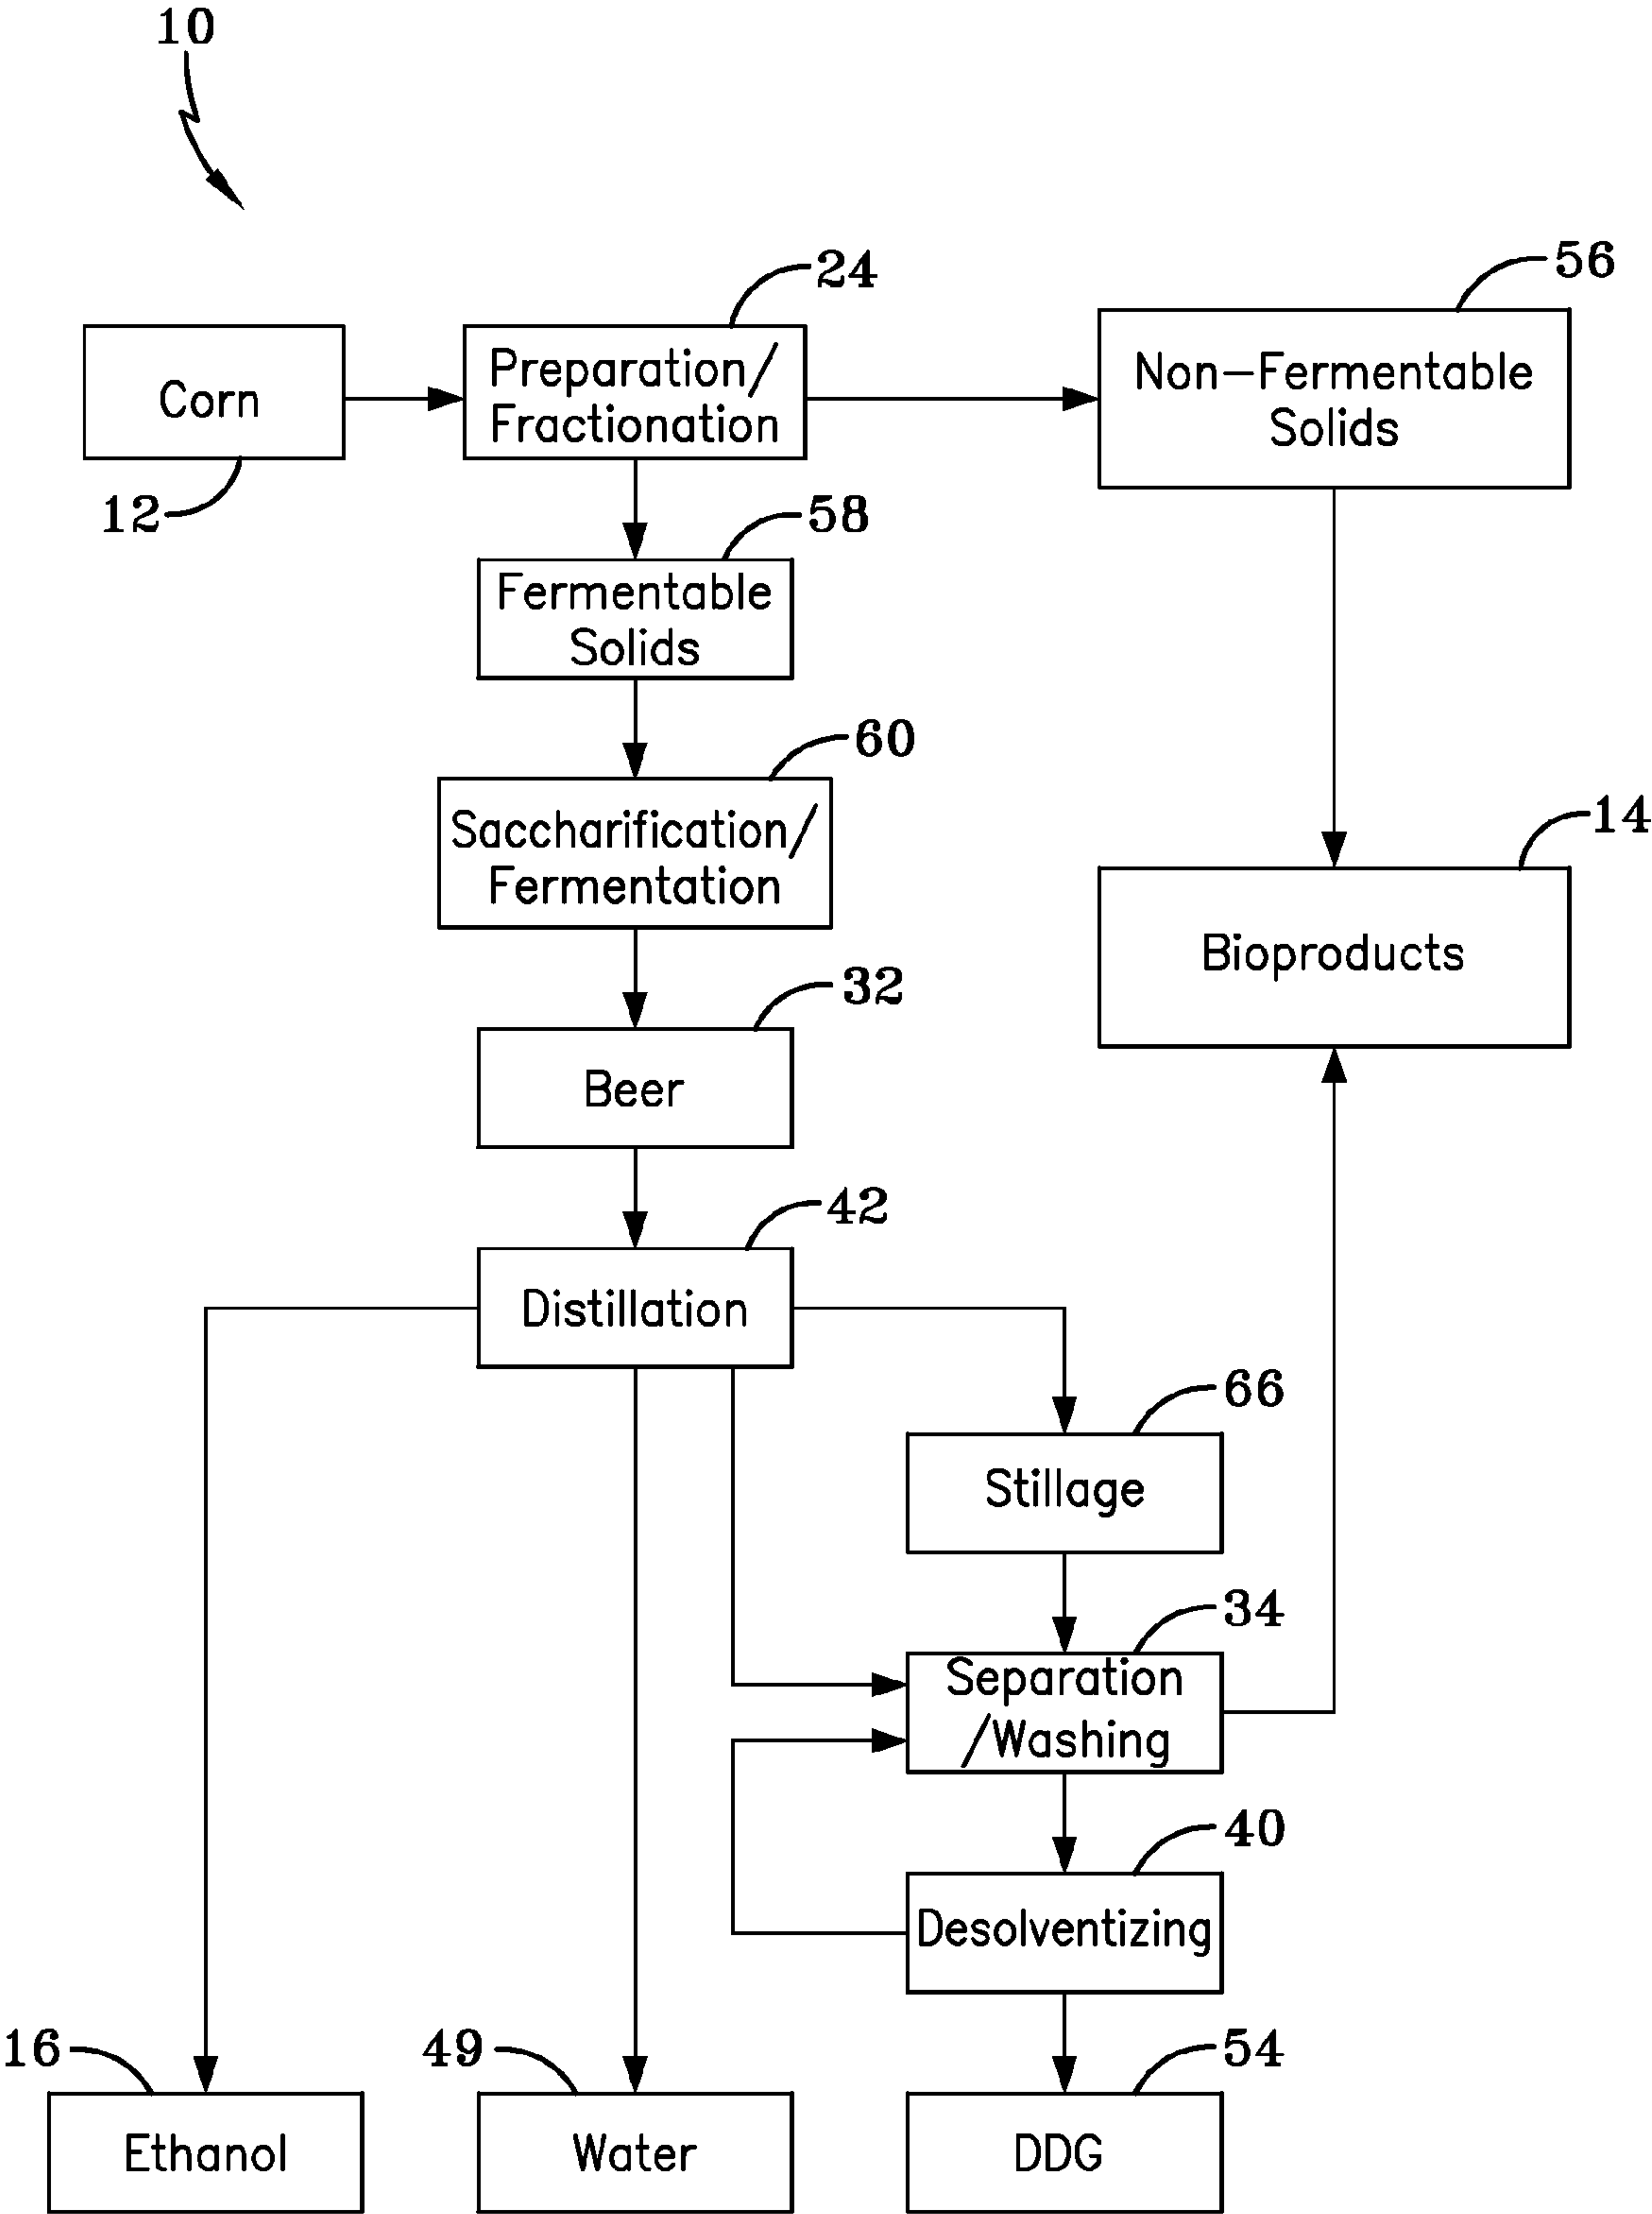 10
24
56
Corn
Preparation/
Fractionation
Non-Fermentable
Solids
12
58
Fermentable
Solids
60
Saccharification/
Fermentation
14
Bioproducts
32
Beer
42
Distillation
66
Stillage
34
Separation
/Washing
40
Desolventizing
16
49
54
Ethanol
Water
DDG